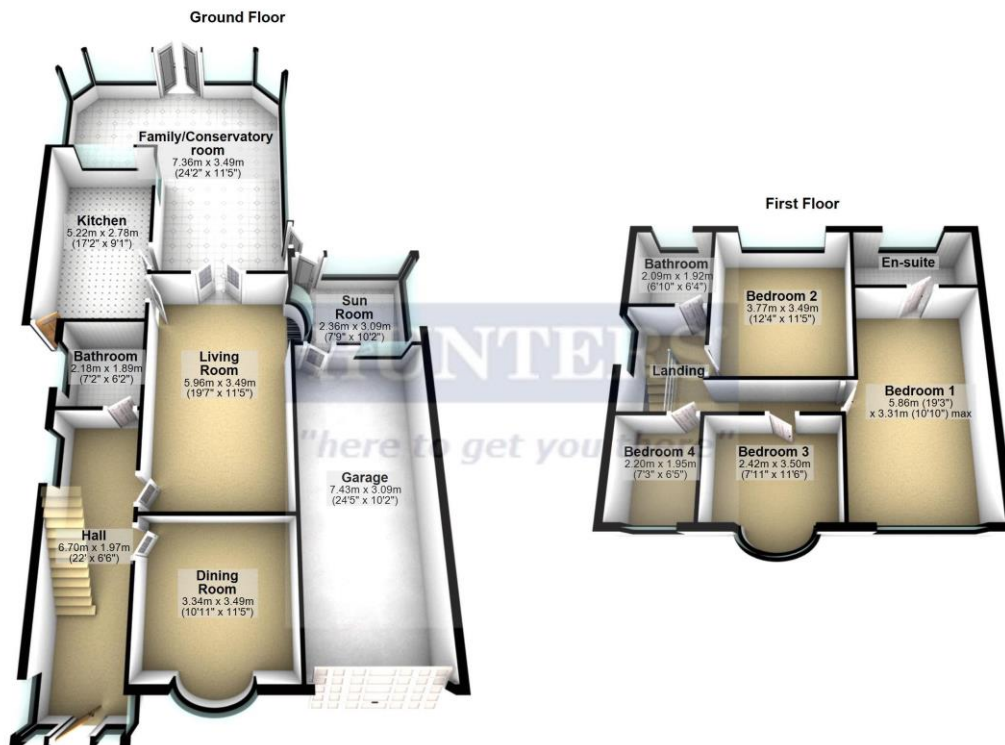 Ground Floor
Family/Conservatory
room
7.36m x 3.49m
(24'2" x 11'5")
Kitchen
5.22m x 2.78m
(17'2" x 9'1")
Sun
Room
2.36m x 3.09m
(7'9" x 10'2")
Bathroom
2.18m x 1.89m
(7'2" x 6'2")
Living
Room
5.96m x 3.49m
(19'7" x 11'5")
Garage
7.43m x 3.09m
(24'5" x 10'2")
Hall
6.70m x 1.97m
(22' x 6'6")
Dining
Room
3.34m x 3.49m
(10'11" x 11'5")
First Floor
Bathroom
2.09m x 1.92m
(6'10" x 6'4")
Bedroom 2
3.77m x 3.49m
(12'4" x 11'5")
En-suite
Landing
Bedroom 1
5.86m (19'3")
x 3.31m (10'10") max
Bedroom 4
2.20m x 1.95m
(7'3" x 6'5")
Bedroom 3
2.42m x 3.50m
(7'11" x 11'6")
HUNTERS
"here to get you there"